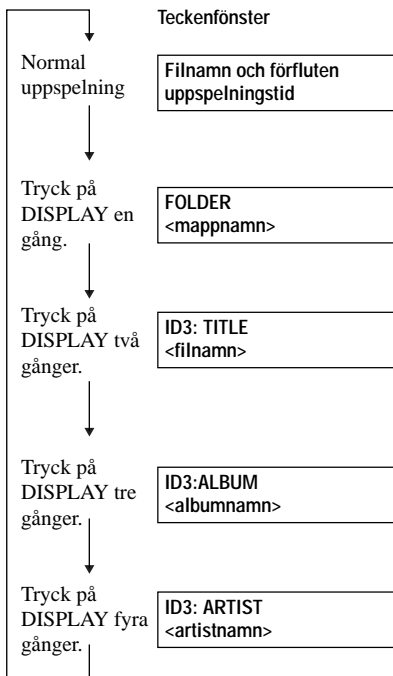 Teckenfönster
Normal
uppspelning
Filnamn och förfluten
uppspelningstid
Tryck på
DISPLAY en
gång.
FOLDER
<mappnamn>
Tryck på
DISPLAY två
gånger.
ID3: TITLE
<filnamn>
Tryck på
DISPLAY tre
gånger.
ID3:ALBUM
<albumnamn>
Tryck på
DISPLAY fyra
gånger.
ID3: ARTIST
<artistnamn>